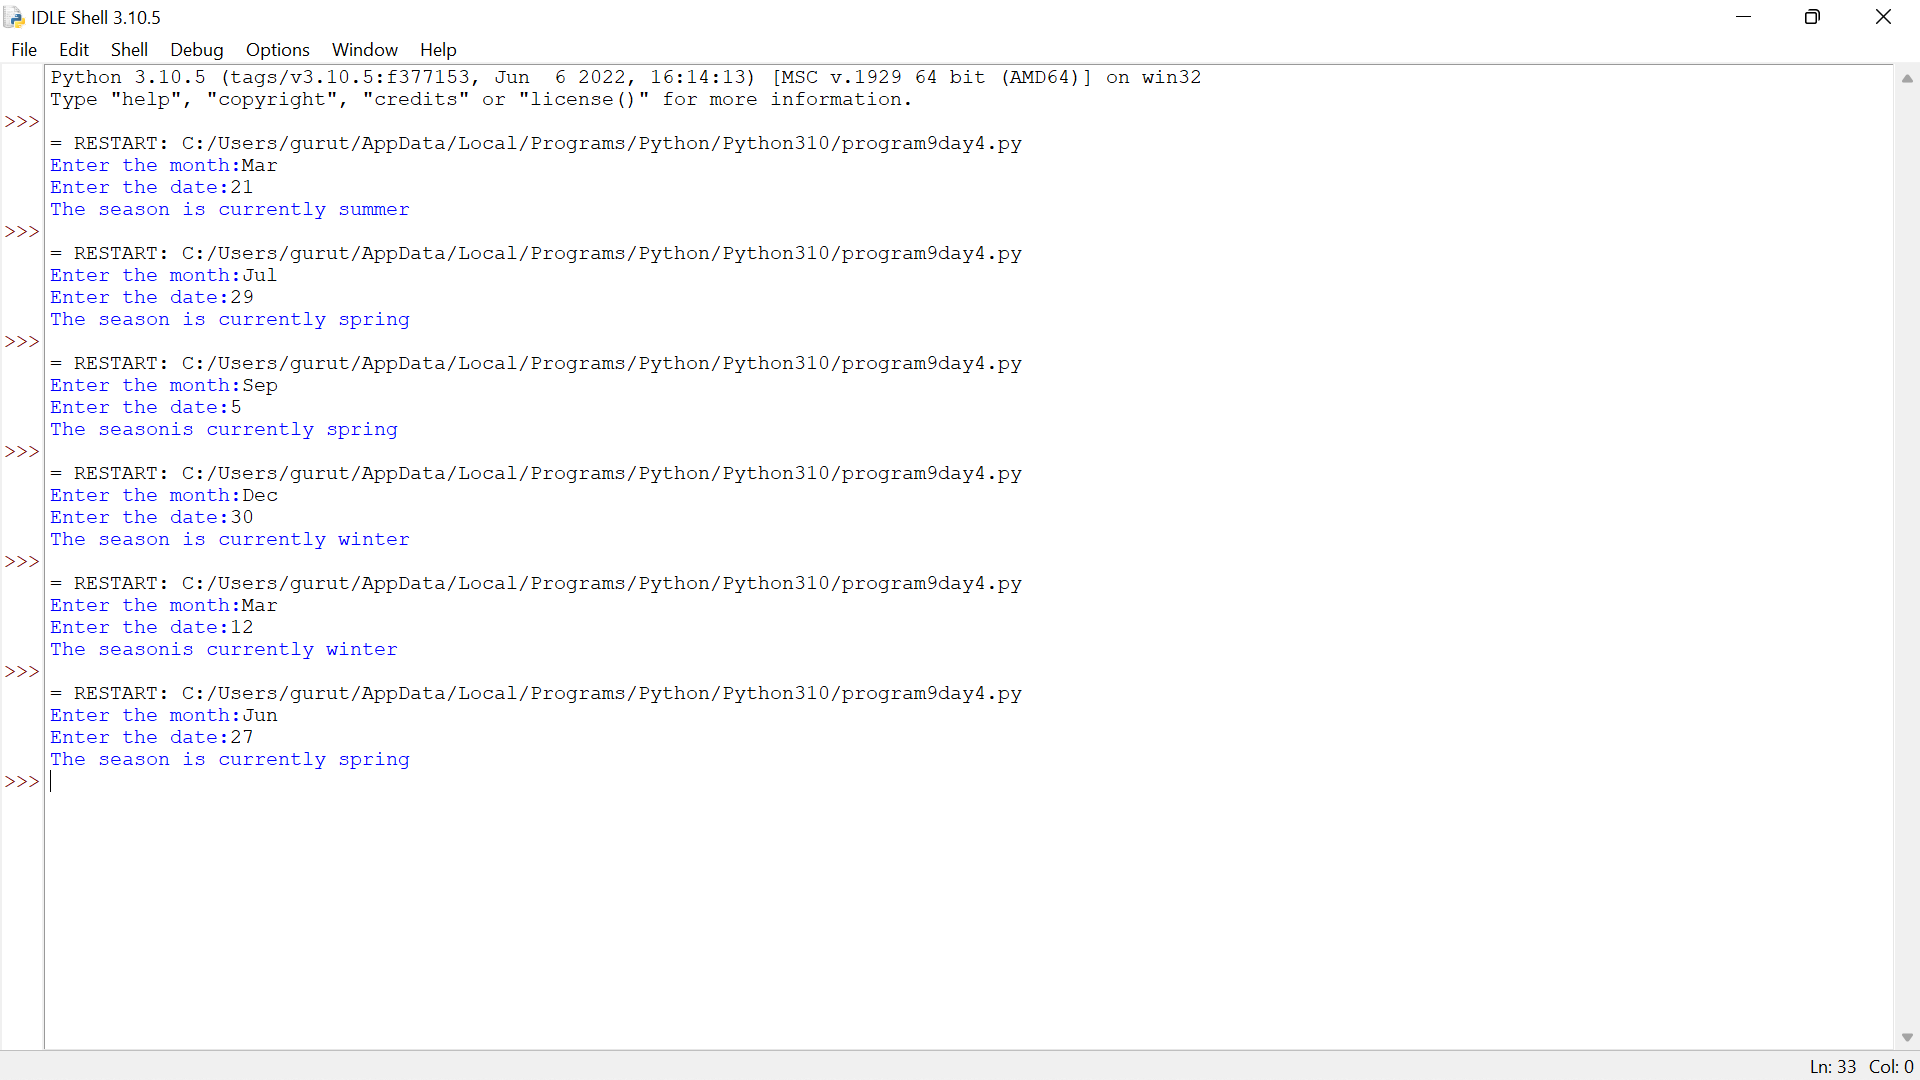 IDLE Shell 3.10.5
File Edit Shell Debug Options Window Help
Python 3.10.5 (tags/v3.10.5:f377153, Jun  6 2022, 16:14:13) [MSC v.1929 64 bit (AMD64)] on win32
Type "help", "copyright", "credits" or "license()" for more information.
>>>
= RESTART: C:/Users/gurut/AppData/Local/Programs/Python/Python310/program9day4.py
Enter the month:Mar
Enter the date:21
The season is currently summer
>>>
= RESTART: C:/Users/gurut/AppData/Local/Programs/Python/Python310/program9day4.py
Enter the month:Jul
Enter the date:29
The season is currently spring
>>>
= RESTART: C:/Users/gurut/AppData/Local/Programs/Python/Python310/program9day4.py
Enter the month:Sep
Enter the date:5
The seasonis currently spring
>>>
= RESTART: C:/Users/gurut/AppData/Local/Programs/Python/Python310/program9day4.py
Enter the month:Dec
Enter the date:30
The season is currently winter
>>>
= RESTART: C:/Users/gurut/AppData/Local/Programs/Python/Python310/program9day4.py
Enter the month:Mar
Enter the date:12
The seasonis currently winter
>>>
= RESTART: C:/Users/gurut/AppData/Local/Programs/Python/Python310/program9day4.py
Enter the month:Jun
Enter the date:27
The season is currently spring
>>>
Ln: 33 Col: 0